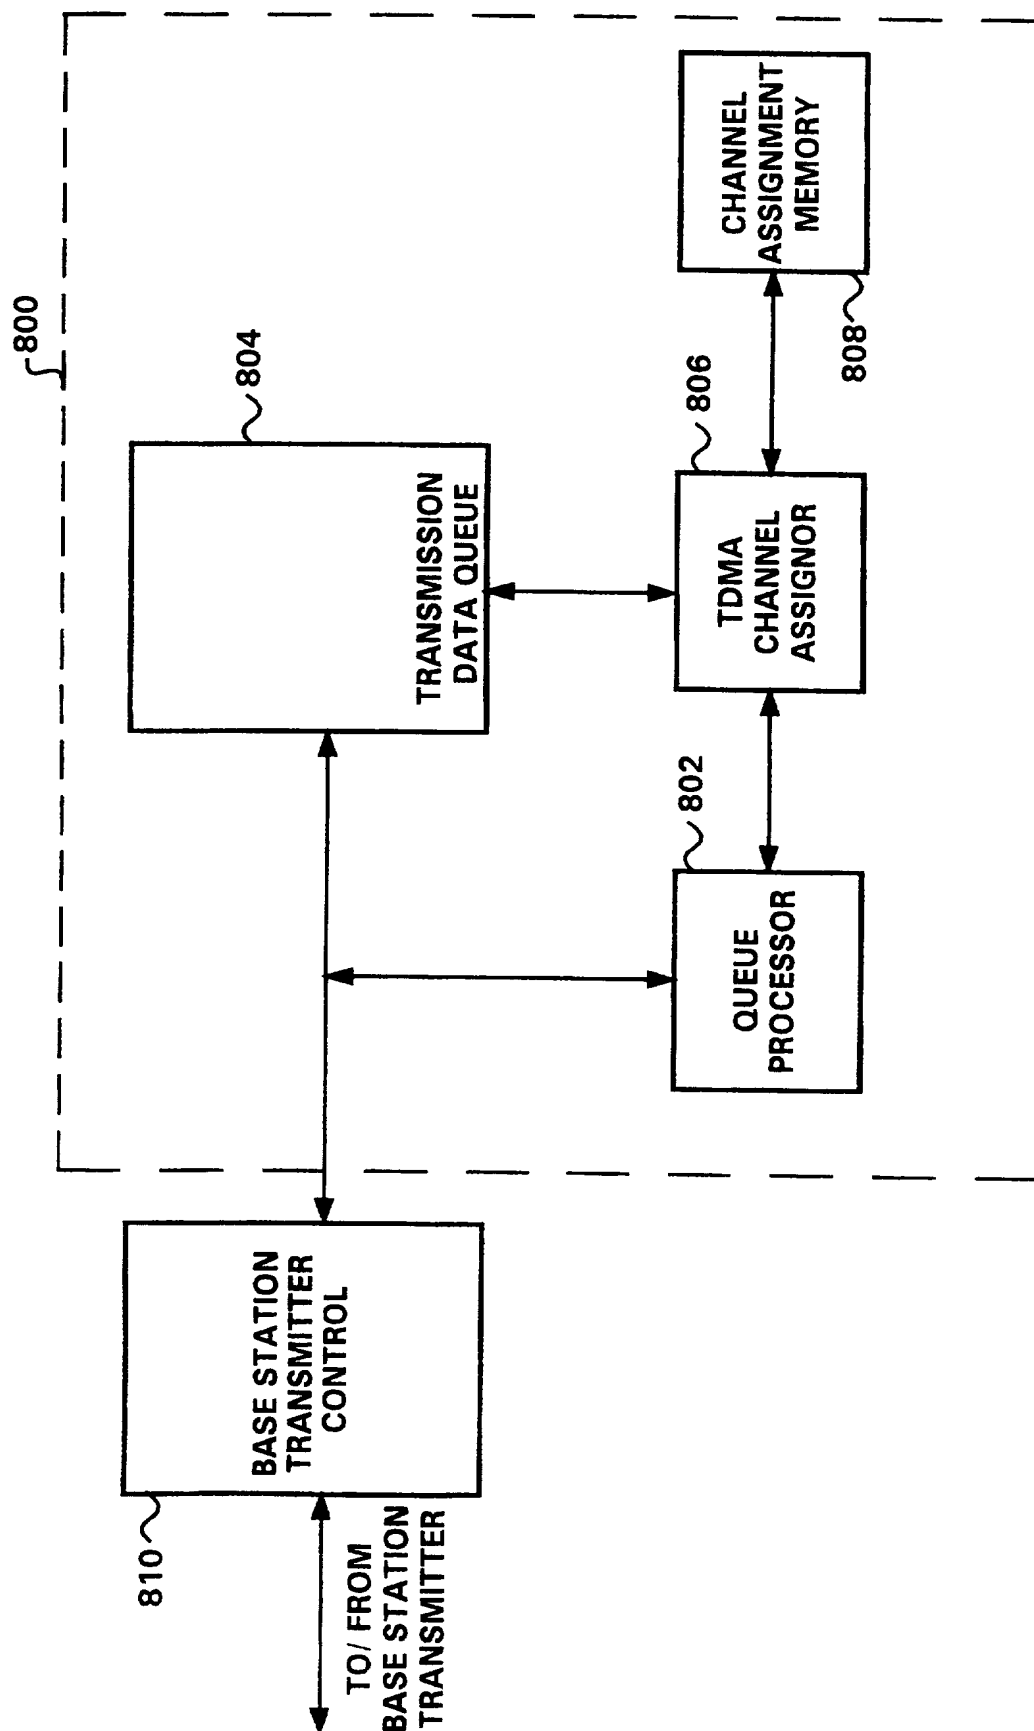 800
804
TRANSMISSION
DATA QUEUE
810
BASE STATION
TRANSMITTER
CONTROL
TO/ FROM
BASE STATION
TRANSMITTER
802
QUEUE
PROCESSOR
806
TDMA
CHANNEL
ASSIGNOR
808
CHANNEL
ASSIGNMENT
MEMORY